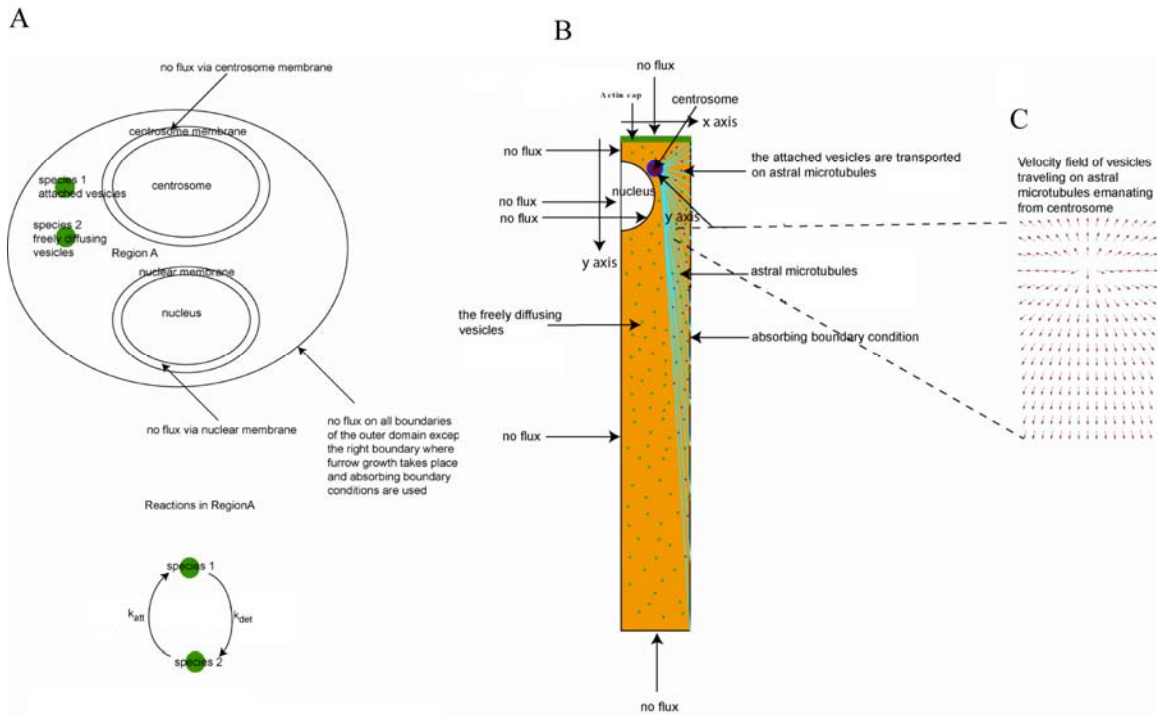 A
no flux via centrosome membrane
centrosome membrane
centrosome
species 1
attached vesicles
species 2
freely diffusing
vesicles
Region A
nuclear membrane
nucleus
no flux via nuclear membrane
no flux on all boundaries
of the outer domain excep
the right boundary where
furrow growth takes place
and absorbing boundary
conditions are used
Reactions in RegionA
species 1
katt
kdet
species 2
B
no flux
Actin cap
centrosome
x axis
no flux
the attached vesicles are transported
on astral microtubules
nucleus
no flux
no flux
y axis
y axis
astral microtubules
the freely diffusing
vesicles
absorbing boundary condition
no flux
no flux
C
Velocity field of vesicles
traveling on astral
microtubules emanating
from centrosome